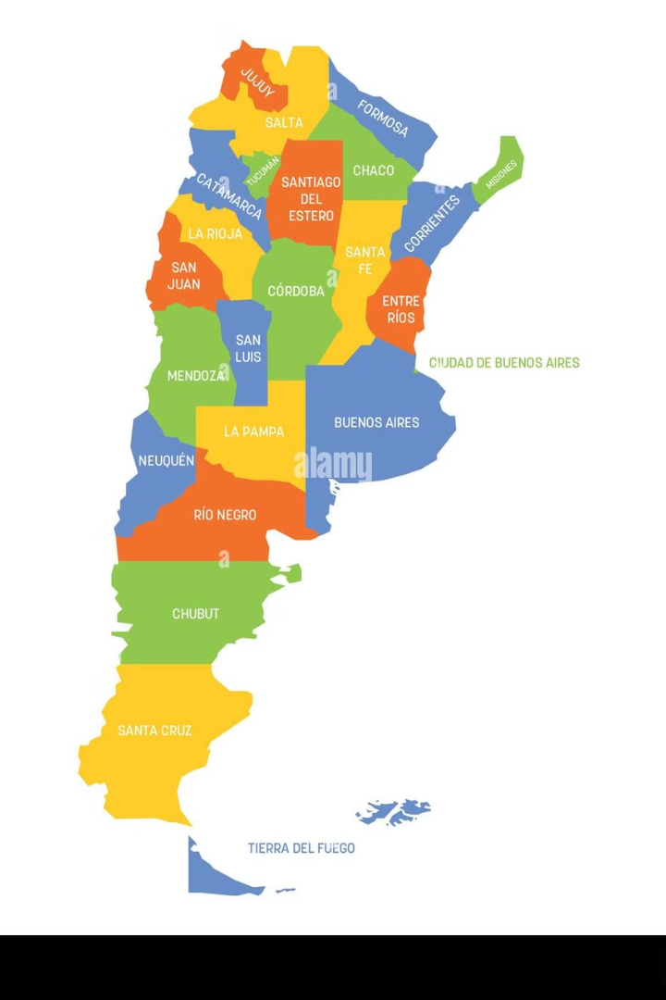 JUJUY
SALTA
FORMOSA
CHACO
MISIONES
TUCUMÁN
CATAMARCA
SANTIAGO
DEL
ESTERO
CORRIENTES
LA RIOJA
SANTA
FE
SAN
JUAN
CÓRDOBA
ENTRE
RÍOS
SAN
LUIS
CIUDAD DE BUENOS AIRES
MENDOZA
BUENOS AIRES
LA PAMPA
NEUQUÉN
alamy
RÍO NEGRO
CHUBUT
SANTA CRUZ
TIERRA DEL FUEGO
a
a
a
a
a
a